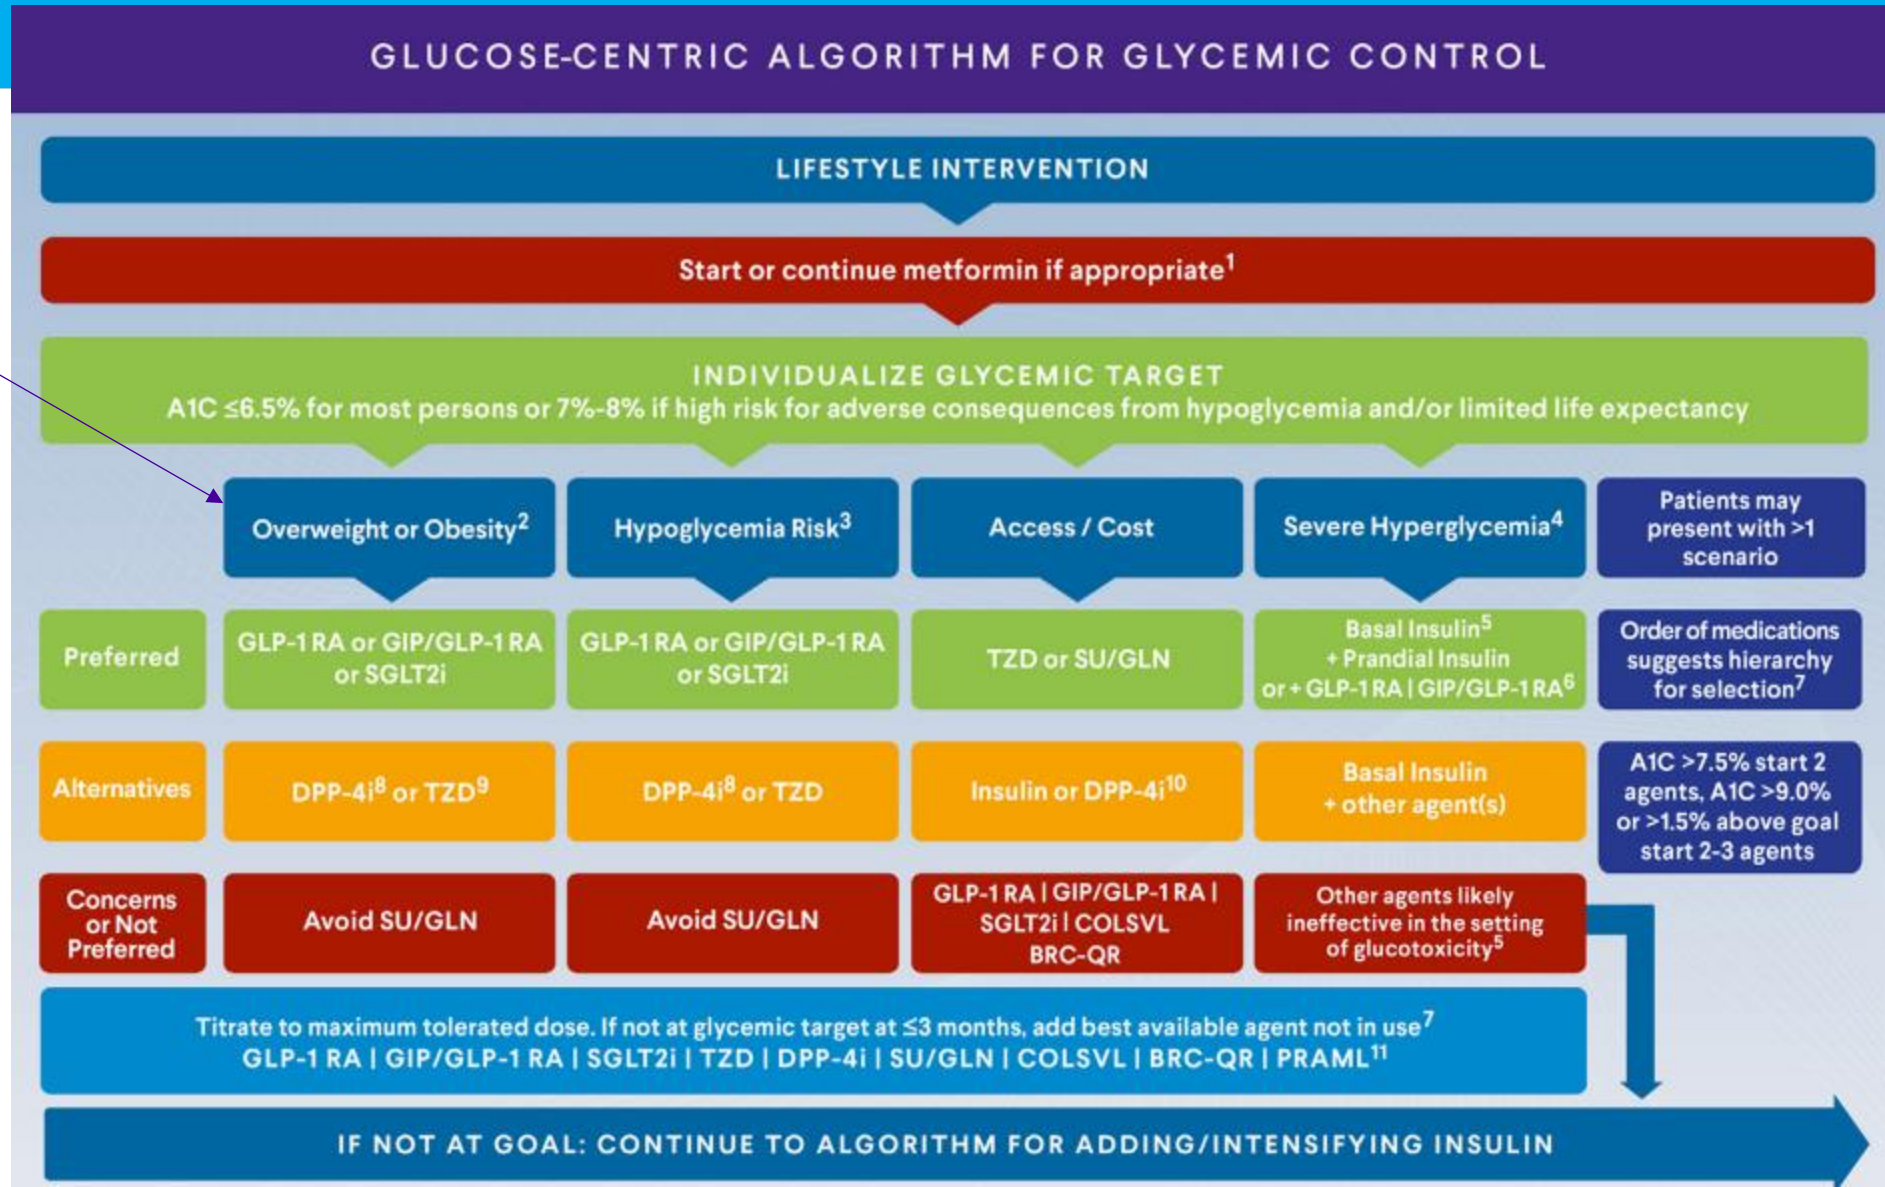 GLUCOSE-CENTRIC ALGORITHM FOR GLYCEMIC CONTROL
LIFESTYLE INTERVENTION
Start or continue metformin if appropriate¹
INDIVIDUALIZE GLYCEMIC TARGET
A1C ≤6.5% for most persons or 7%-8% if high risk for adverse consequences from hypoglycemia and/or limited life expectancy
Overweight or Obesity²
Hypoglycemia Risk³
Access / Cost
Severe Hyperglycemia⁴
Patients may
present with >1
scenario
Preferred
GLP-1 RA or GIP/GLP-1 RA
or SGLT2i
GLP-1 RA or GIP/GLP-1 RA
or SGLT2i
TZD or SU/GLN
Basal Insulin⁵
+ Prandial Insulin
or + GLP-1 RA | GIP/GLP-1 RA⁶
Order of medications
suggests hierarchy
for selection⁷
Alternatives
DPP-4i⁸ or TZD⁹
DPP-4i⁸ or TZD
Insulin or DPP-4i¹⁰
Basal Insulin
+ other agent(s)
A1C >7.5% start 2
agents, A1C >9.0%
or >1.5% above goal
start 2-3 agents
Concerns
or Not
Preferred
Avoid SU/GLN
Avoid SU/GLN
GLP-1 RA | GIP/GLP-1 RA |
SGLT2i | COLSVL
BRC-QR
Other agents likely
ineffective in the setting
of glucotoxicity⁵
Titrate to maximum tolerated dose. If not at glycemic target at ≤3 months, add best available agent not in use⁷
GLP-1 RA | GIP/GLP-1 RA | SGLT2i | TZD | DPP-4i | SU/GLN | COLSVL | BRC-QR | PRAML¹¹
IF NOT AT GOAL: CONTINUE TO ALGORITHM FOR ADDING/INTENSIFYING INSULIN